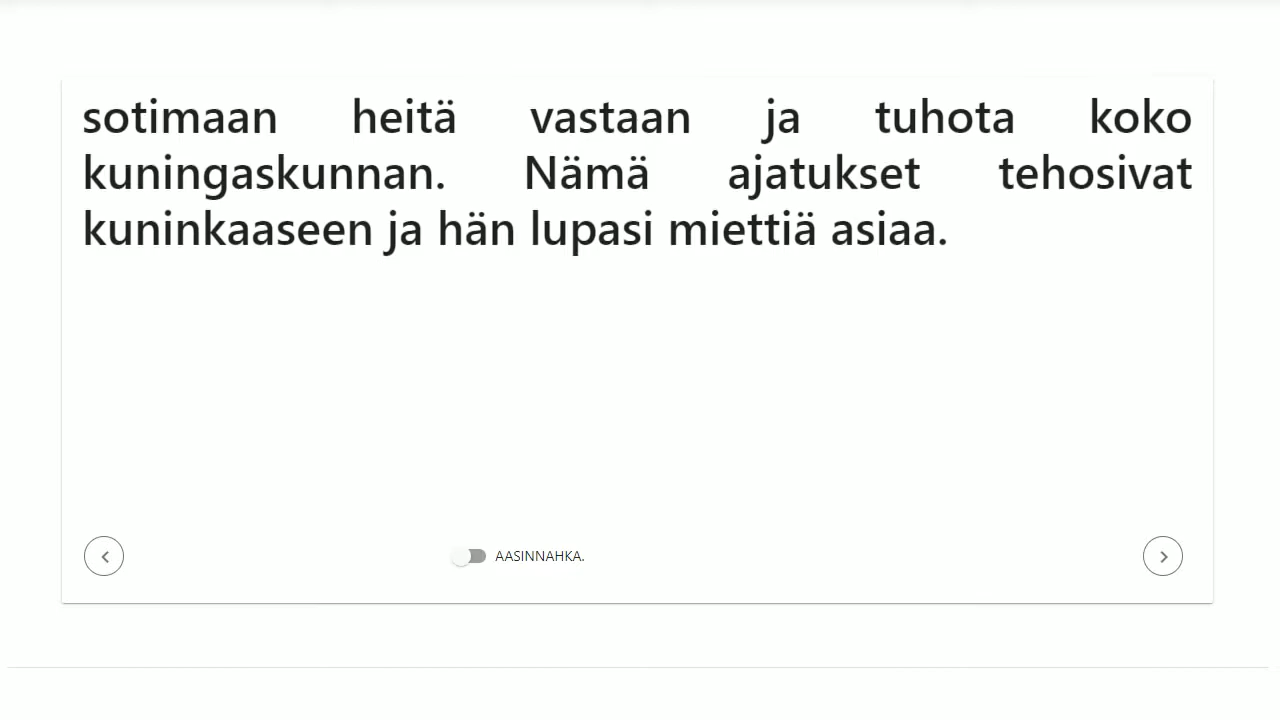 sotimaan heitä vastaan ja tuhota koko
kuningaskunnan. Nämä ajatukset tehosivat
kuninkaaseen ja hän lupasi miettiä asiaa.
AASINNAHKA.